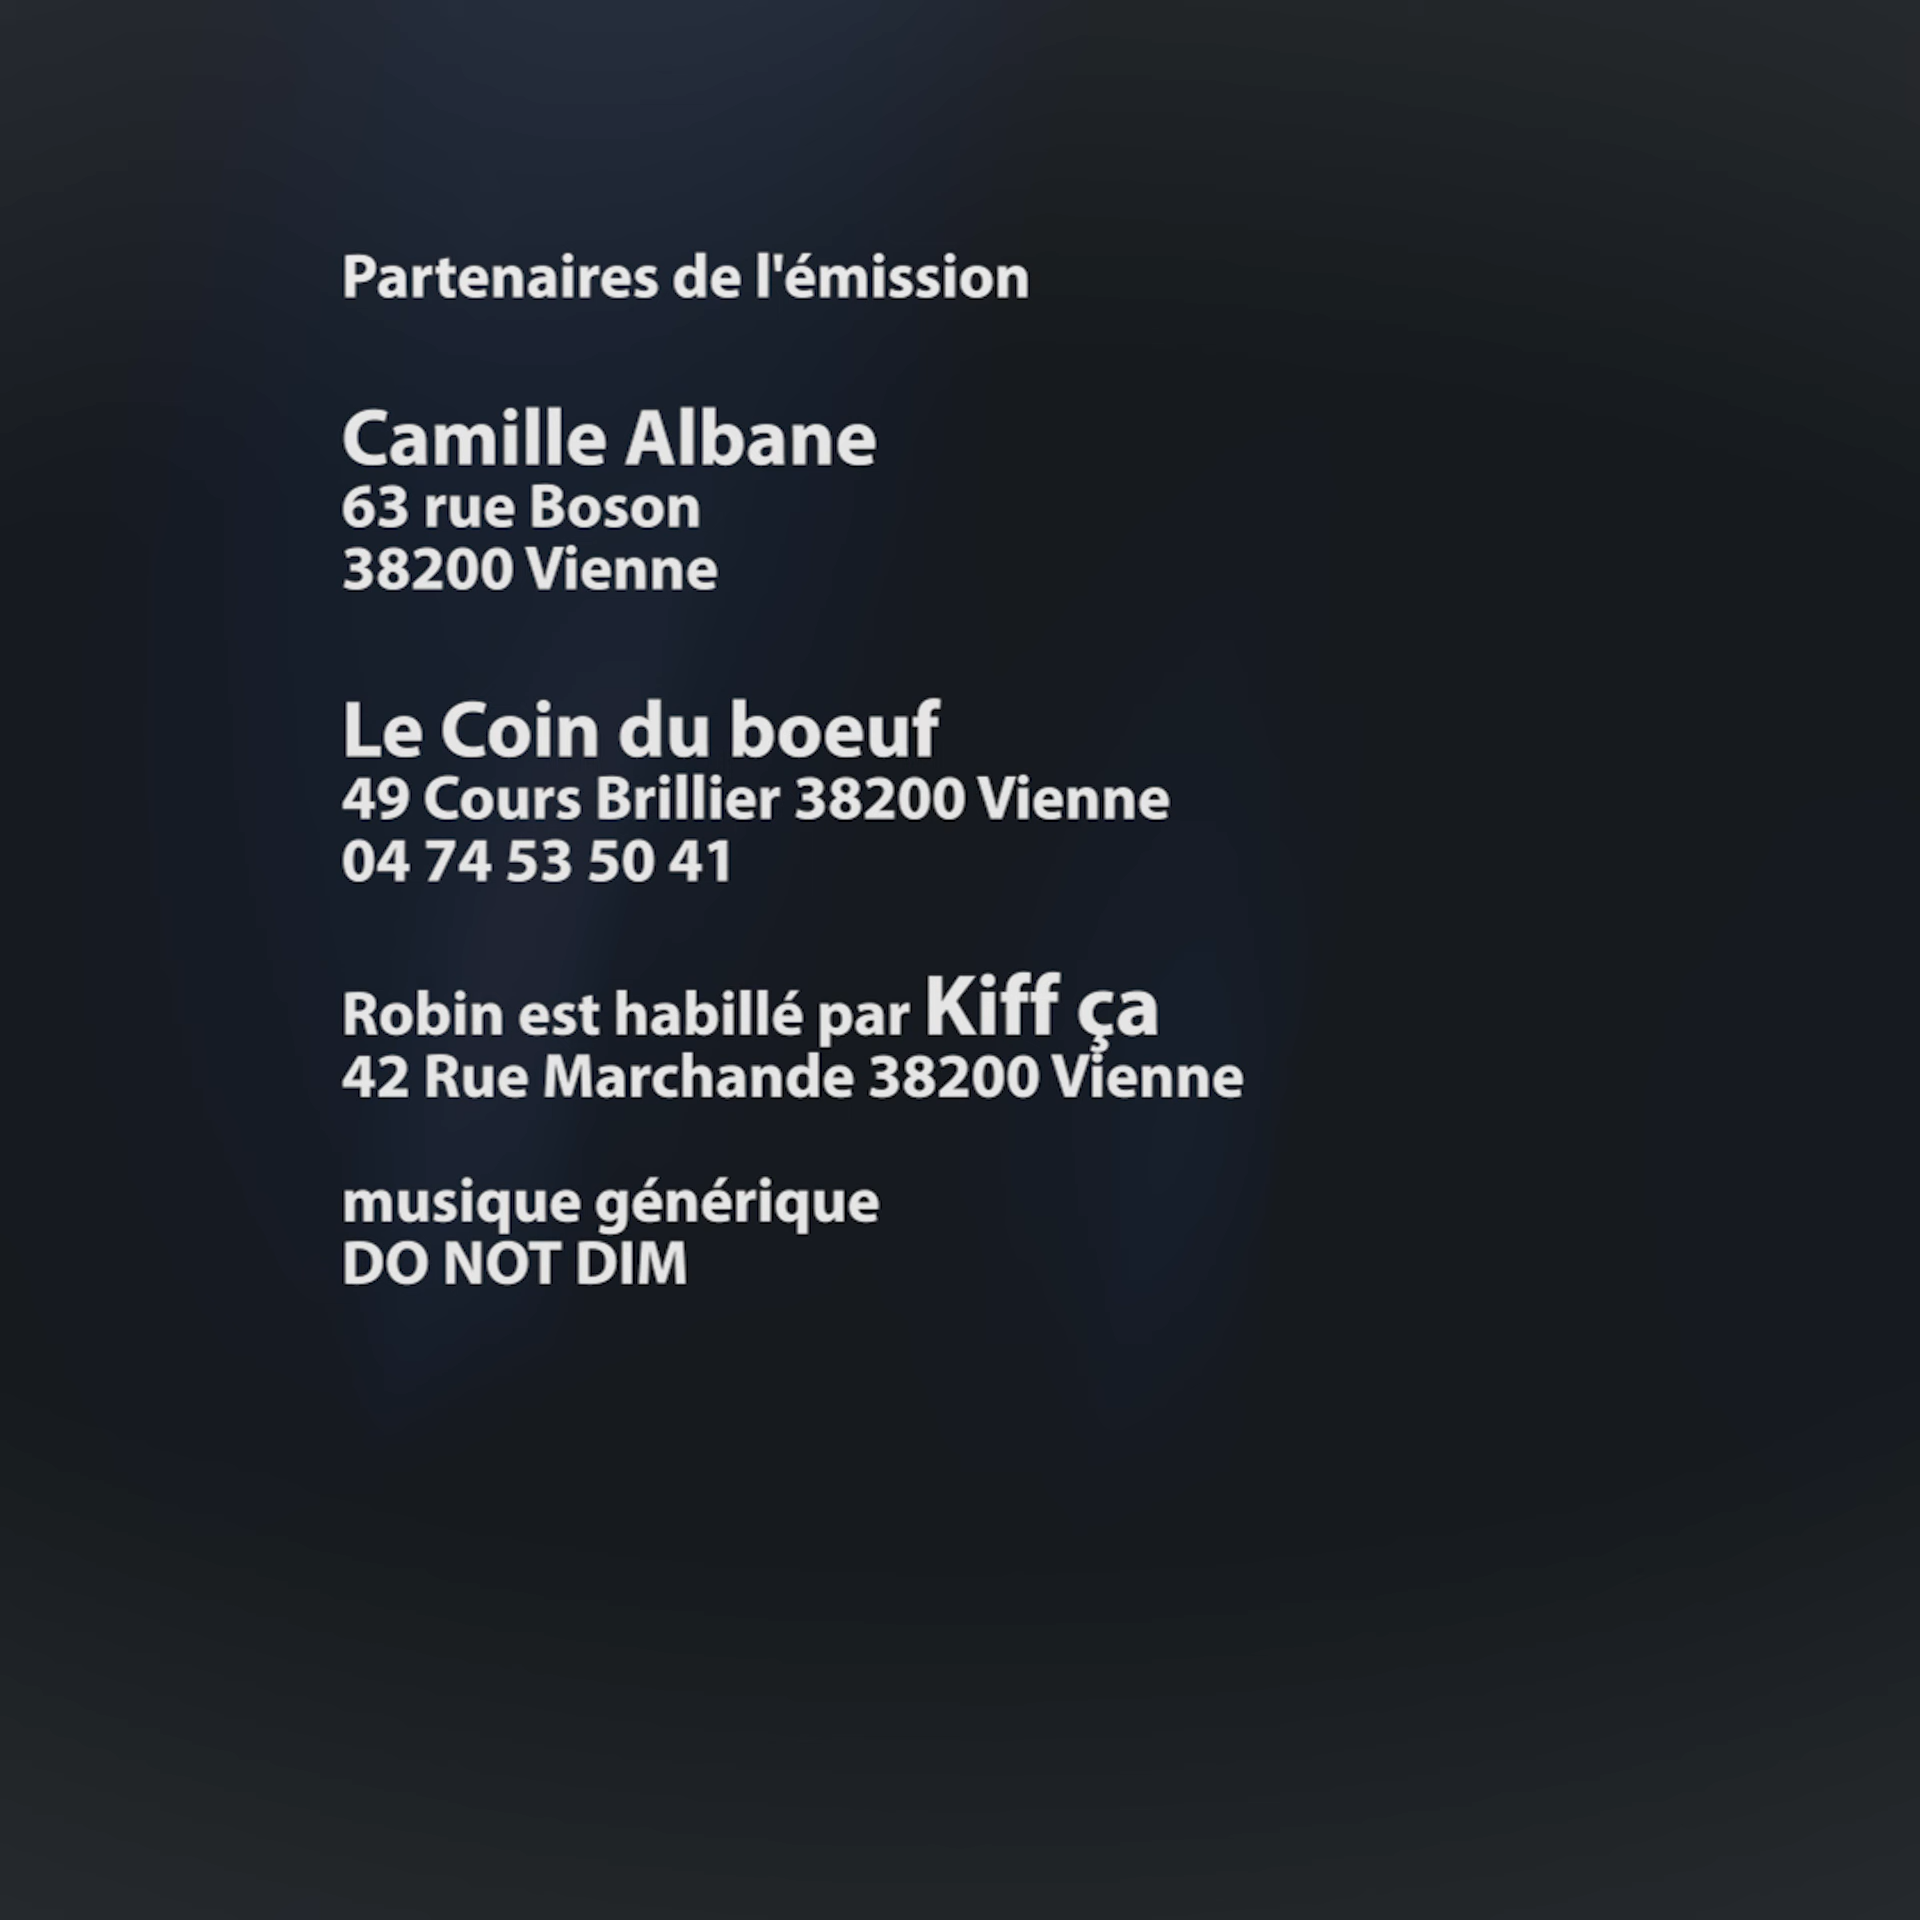 Partenaires de l'émission
Camille Albane
63 rue Boson
38200 Vienne
Le Coin du boeuf
49 Cours Brillier 38200 Vienne
04 74 53 50 41
Robin est habillé par Kiff ça
42 Rue Marchande 38200 Vienne
musique générique
DO NOT DIM